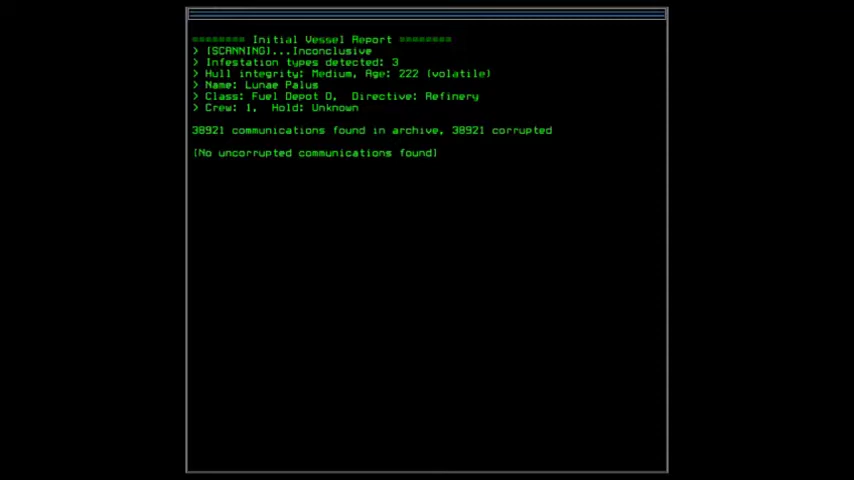 ======== Initial Vessel Report ========
> [SCANNING]...Inconclusive
> Infestation types detected: 3
> Hull integrity: Medium, Age: 222 (volatile)
> Name: Lunae Palus
> Class: Fuel Depot O, Directive: Refinery
> Crew: 1, Hold: Unknown
38921 communications found in archive, 38921 corrupted
[No uncorrupted communications found]